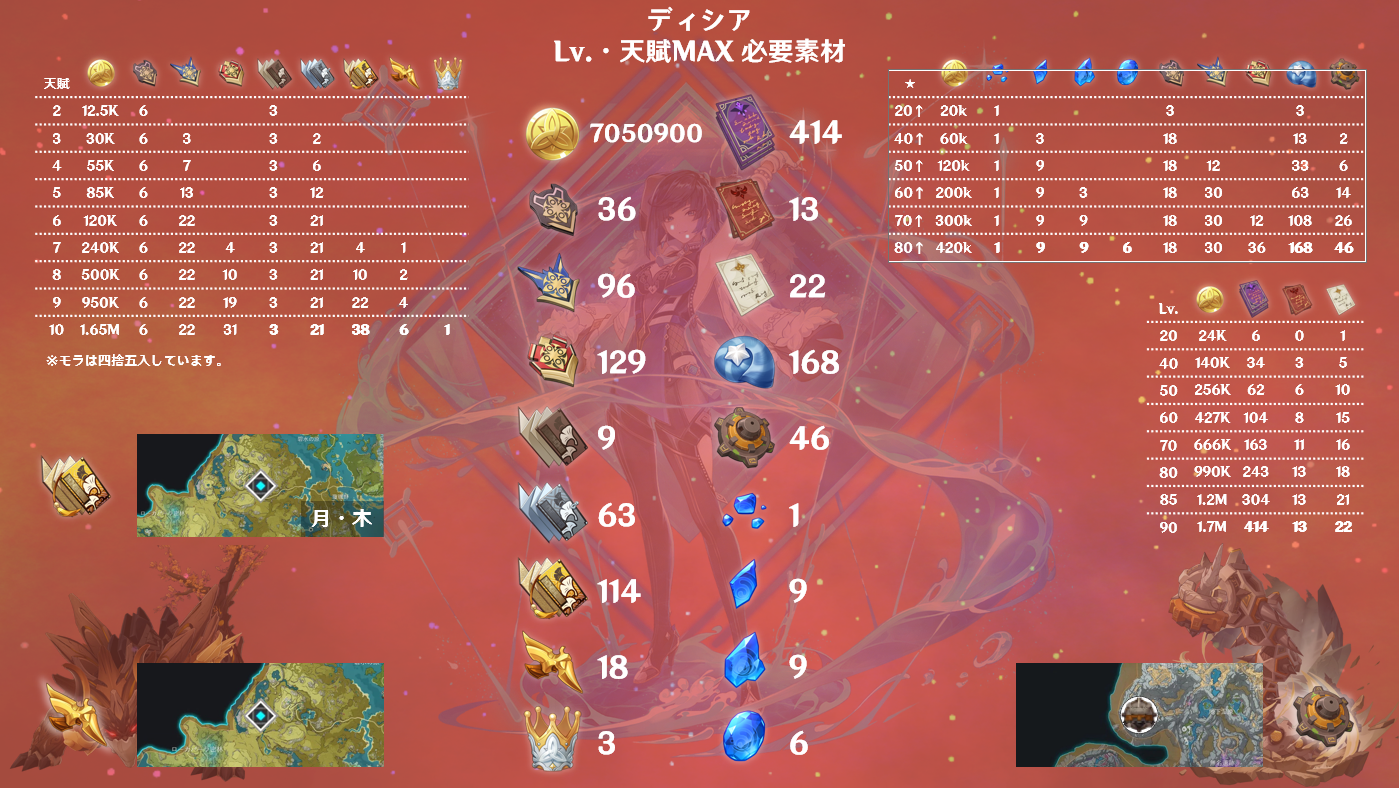 ディシア
Lv.・天賦MAX 必要素材
天賦
2 12.5K 6 3
3 30K 6 3 3 2
4 55K 6 7 3 6
5 85K 6 13 3 12
6 120K 6 22 3 21
7 240K 6 22 4 3 21 4 1
8 500K 6 22 10 3 21 10 2
9 950K 6 22 19 3 21 22 4
10 1.65M 6 22 31 3 21 38 6 1
※モラは四捨五入しています。
月・木
7050900 414
36 13
96 22
129 168
9 46
63 1
114 9
18 9
3 6
★
20↑ 20k 1 3 3
40↑ 60k 1 3 18 13 2
50↑ 120k 1 9 18 12 33 6
60↑ 200k 1 9 3 18 30 63 14
70↑ 300k 1 9 9 18 30 12 108 26
80↑ 420k 1 9 9 6 18 30 36 168 46
Lv.
20 24K 6 0 1
40 140K 34 3 5
50 256K 62 6 10
60 427K 104 8 15
70 666K 163 11 16
80 990K 243 13 18
85 1.2M 304 13 21
90 1.7M 414 13 22